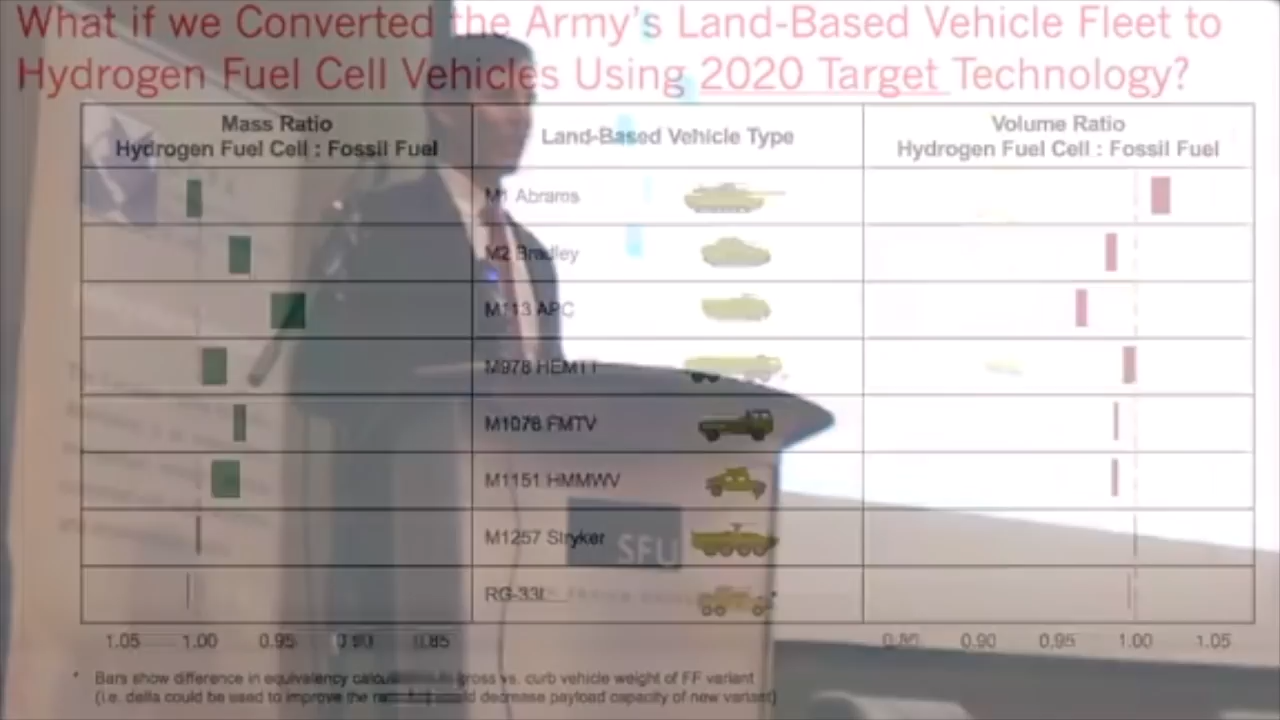 What if we Converted the Army's Land-Based Vehicle Fleet to
Hydrogen Fuel Cell Vehicles Using 2020 Target Technology?
Mass Ratio
Hydrogen Fuel Cell : Fossil Fuel
Land-Based Vehicle Type
Volume Ratio
Hydrogen Fuel Cell : Fossil Fuel
M1 Abrams
M2 Bradley
M113 APC
M978 HEMTT
M1078 FMTV
M1151 HMMWV
M1257 Stryker
SFU
RG-33L
1.05 1.00 0.95 0.90 0.85
0.85 0.90 0.95 1.00 1.05
* Bars show difference in equivalency gross vs. curb vehicle weight of FF variant
(i.e. delta could be used to improve the decrease payload capacity of new variant)